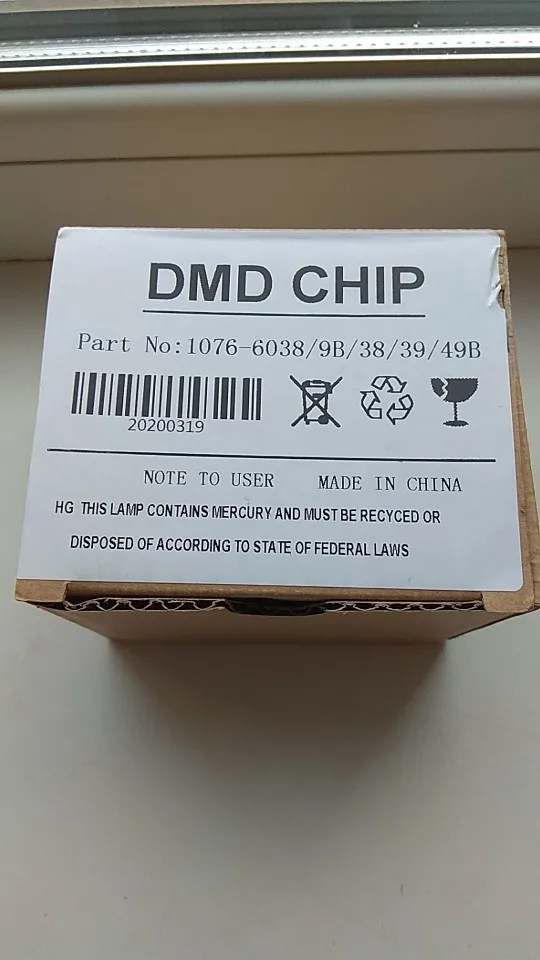 DMD CHIP
Part No:1076-6038/9B/38/39/49B
20200319
NOTE TO USER MADE IN CHINA
HG THIS LAMP CONTAINS MERCURY AND MUST BE RECYCED OR
DISPOSED OF ACCORDING TO STATE OF FEDERAL LAWS